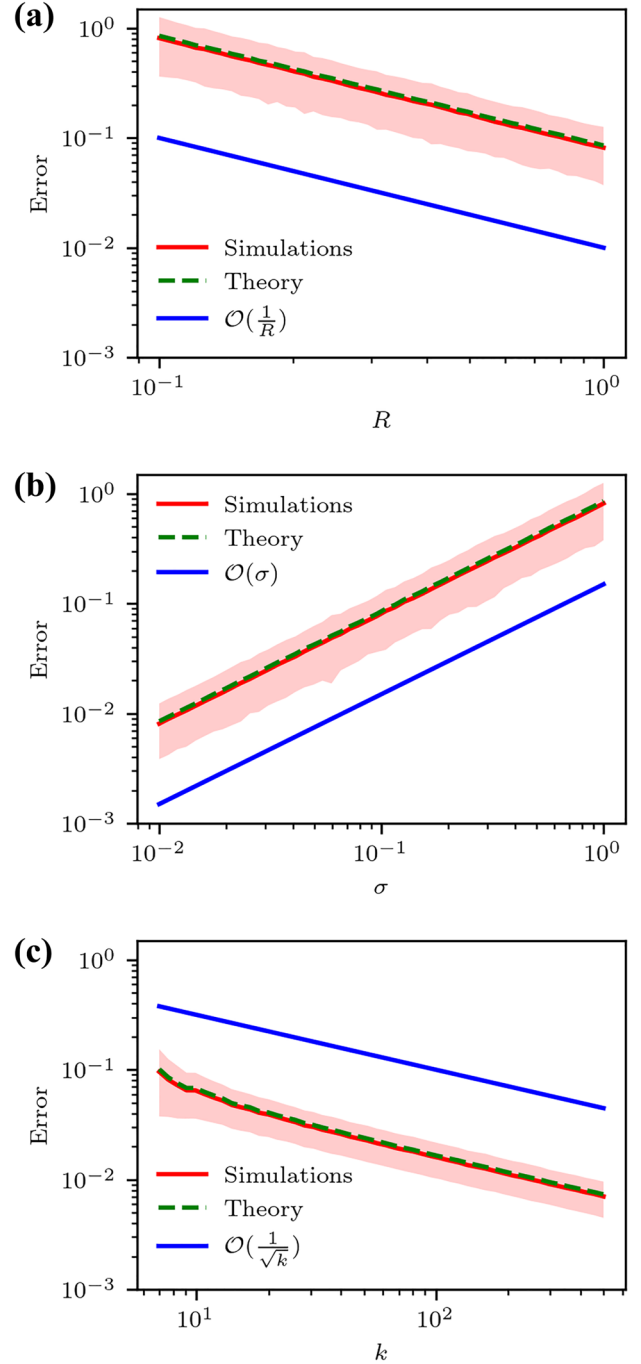 (a)
10^0
10^{-1}
10^{-2}
10^{-3}
Error
Simulations
Theory
𝒪(1/R)
10^{-1}
10^0
R
(b)
10^0
10^{-1}
10^{-2}
10^{-3}
Error
Simulations
Theory
𝒪(σ)
10^{-2}
10^{-1}
10^0
σ
(c)
10^0
10^{-1}
10^{-2}
10^{-3}
Error
Simulations
Theory
𝒪(1/√k)
10^1
10^2
k